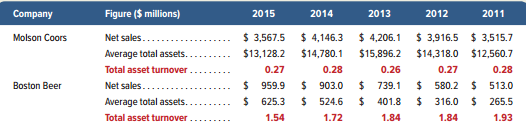 Company Figure ($ millions) 2015 2014 2013 2012 2011
Molson Coors Net sales................... $ 3,567.5 $ 4,146.3 $ 4,206.1 $ 3,916.5 $ 3,515.7
Average total assets.......... $13,128.2 $14,780.1 $15,896.2 $14,318.0 $12,560.7
Total asset turnover ......... 0.27 0.28 0.26 0.27 0.28
Boston Beer Net sales................... $ 959.9 $ 903.0 $ 739.1 $ 580.2 $ 513.0
Average total assets.......... $ 625.3 $ 524.6 $ 401.8 $ 316.0 $ 265.5
Total asset turnover ......... 1.54 1.72 1.84 1.84 1.93